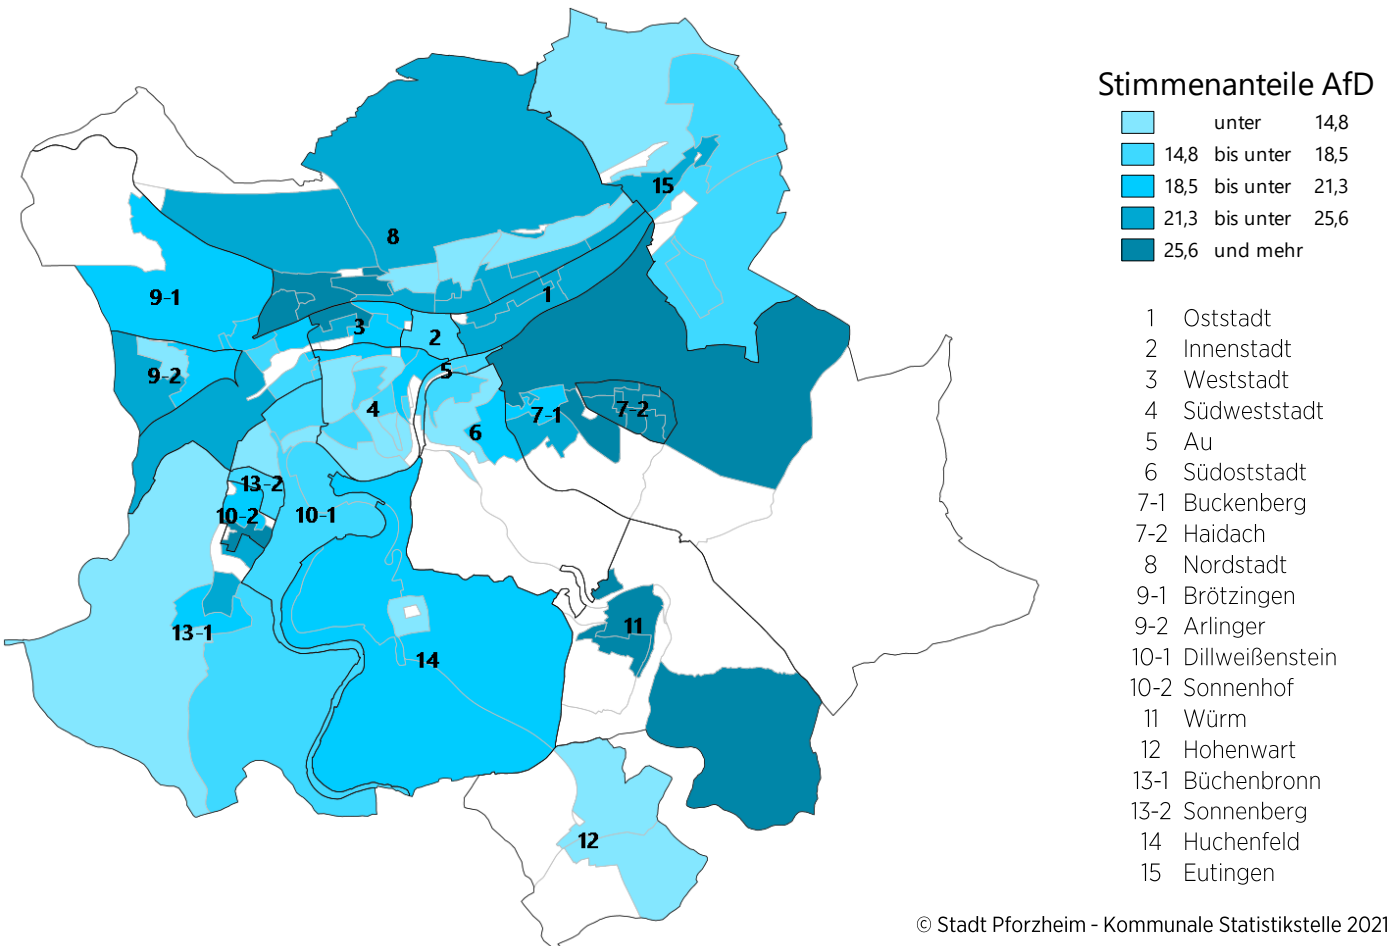 Stimmenanteile AfD
unter 14,8
14,8 bis unter 18,5
18,5 bis unter 21,3
21,3 bis unter 25,6
25,6 und mehr
1 Oststadt
2 Innenstadt
3 Weststadt
4 Südweststadt
5 Au
6 Südoststadt
7-1 Buckenberg
7-2 Haidach
8 Nordstadt
9-1 Brötzingen
9-2 Arlinger
10-1 Dillweißenstein
10-2 Sonnenhof
11 Würm
12 Hohenwart
13-1 Büchenbronn
13-2 Sonnenberg
14 Huchenfeld
15 Eutingen
15
8
9-1
1
3
2
9-2
5
4
7-1
7-2
6
13-2
10-2
10-1
11
13-1
14
12
© Stadt Pforzheim - Kommunale Statistikstelle 2021